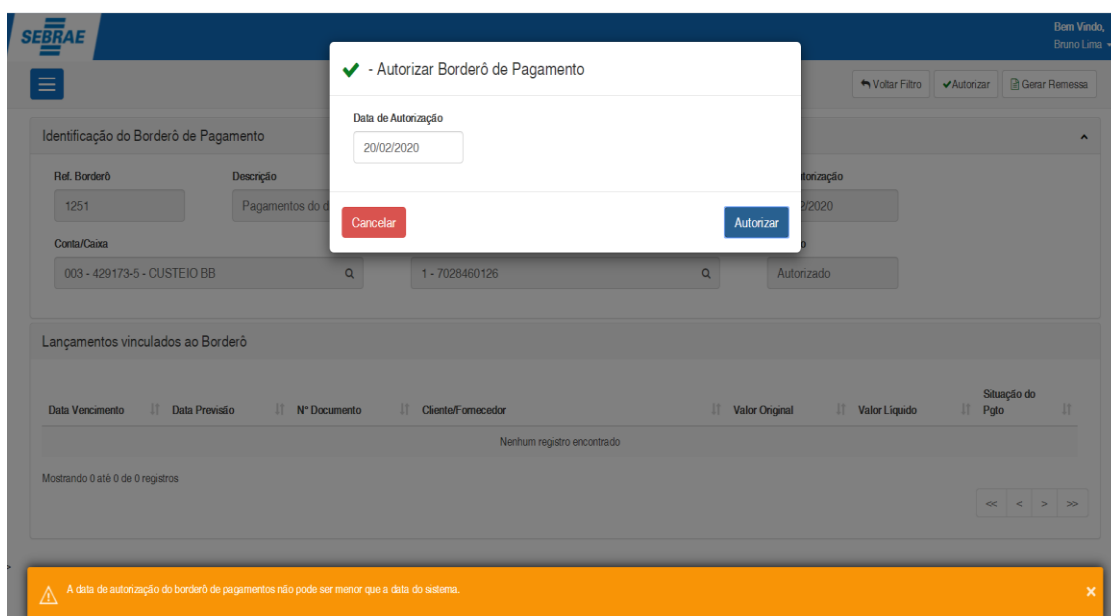 SEBRAE
Bem Vindo,
Bruno Lima
- Autorizar Borderô de Pagamento
Voltar Filtro
Autorizar
Gerar Remessa
Data de Autorização
20/02/2020
Cancelar
Autorizar
Identificação do Borderô de Pagamento
Ref. Borderô
Descrição
torização
1251
Pagamentos do d
2/2020
Conta/Caixa
o
003 - 429173-5 - CUSTEIO BB
1 - 7028460126
Autorizado
Lançamentos vinculados ao Borderô
Data Vencimento
Data Previsão
N° Documento
Cliente/Fornecedor
Valor Original
Valor Líquido
Situação do
Pgto
Nenhum registro encontrado
Mostrando 0 até 0 de 0 registros
<< < > >>
A data de autorização do borderô de pagamentos não pode ser menor que a data do sistema.
×